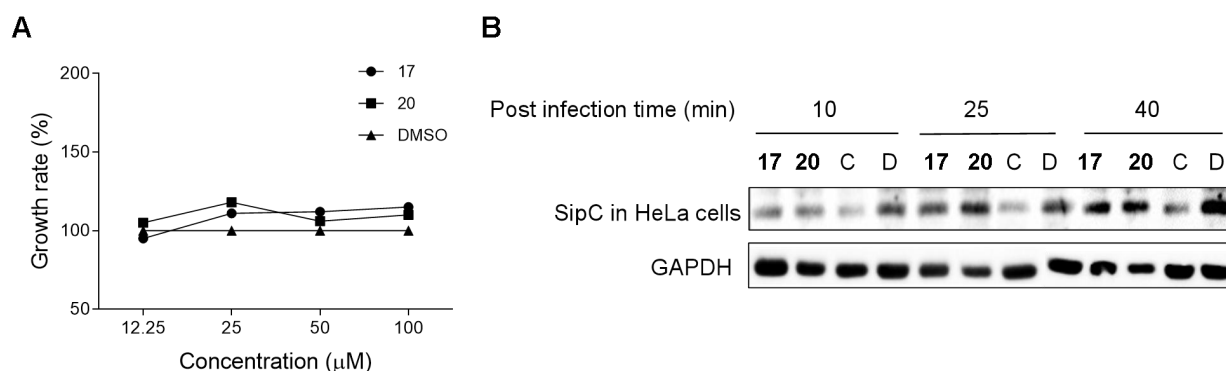 A
Growth rate (%)
200
150
100
50
12.25 25 50 100
Concentration (μM)
17
20
DMSO
B
Post infection time (min) 10 25 40
17 20 C D 17 20 C D 17 20 C D
SipC in HeLa cells
GAPDH